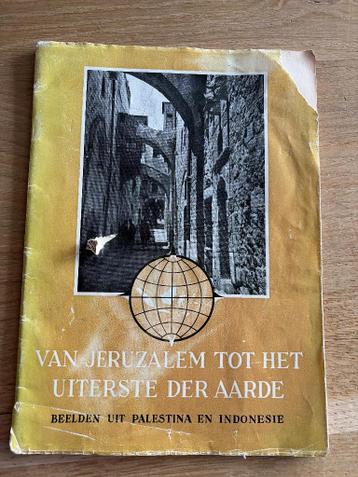 VAN JERUZALEM TOT HET
UITERSTE DER AARDE
BEELDEN UIT PALESTINA EN INDONESIE